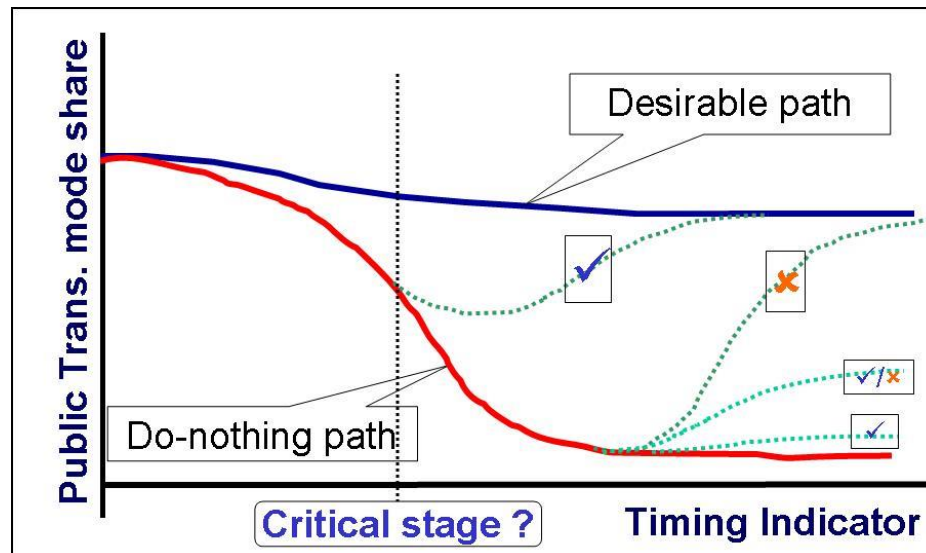 Public Trans. mode share
Desirable path
✓
✗
✓/✗
✓
Do-nothing path
Critical stage ?
Timing Indicator